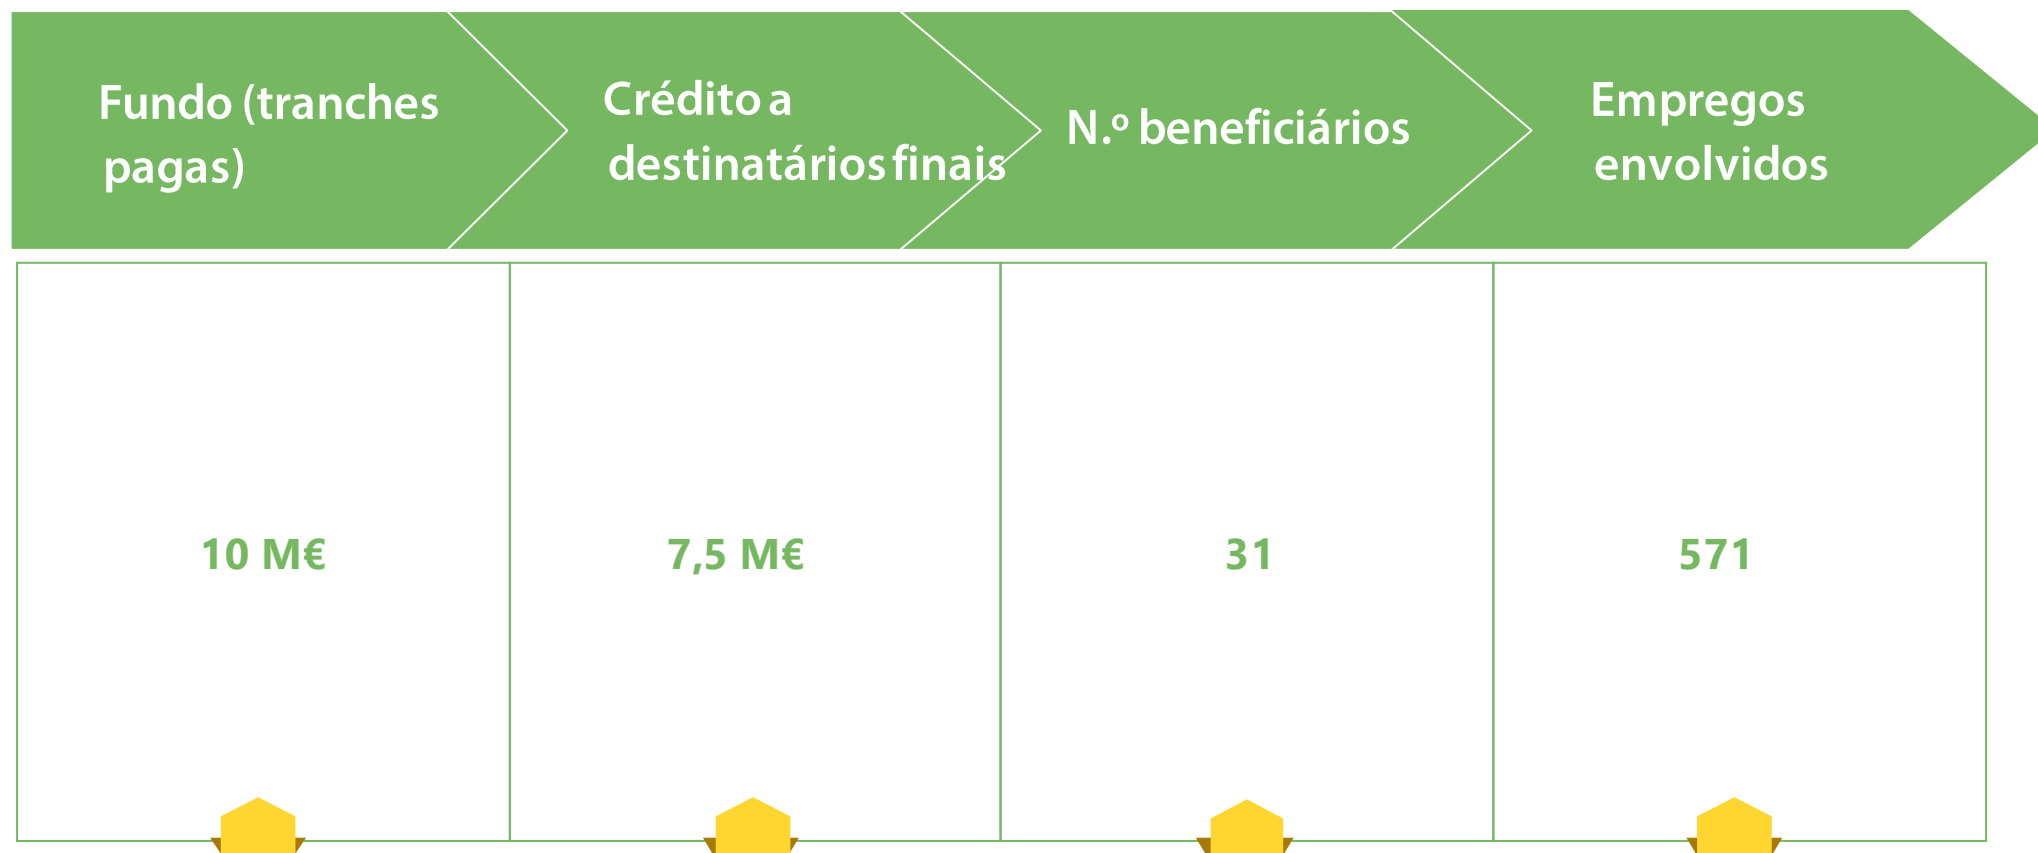 Fundo (tranches
pagas)
Crédito a
destinatários finais
N.º beneficiários
Empregos
envolvidos
10 M€
7,5 M€
31
571